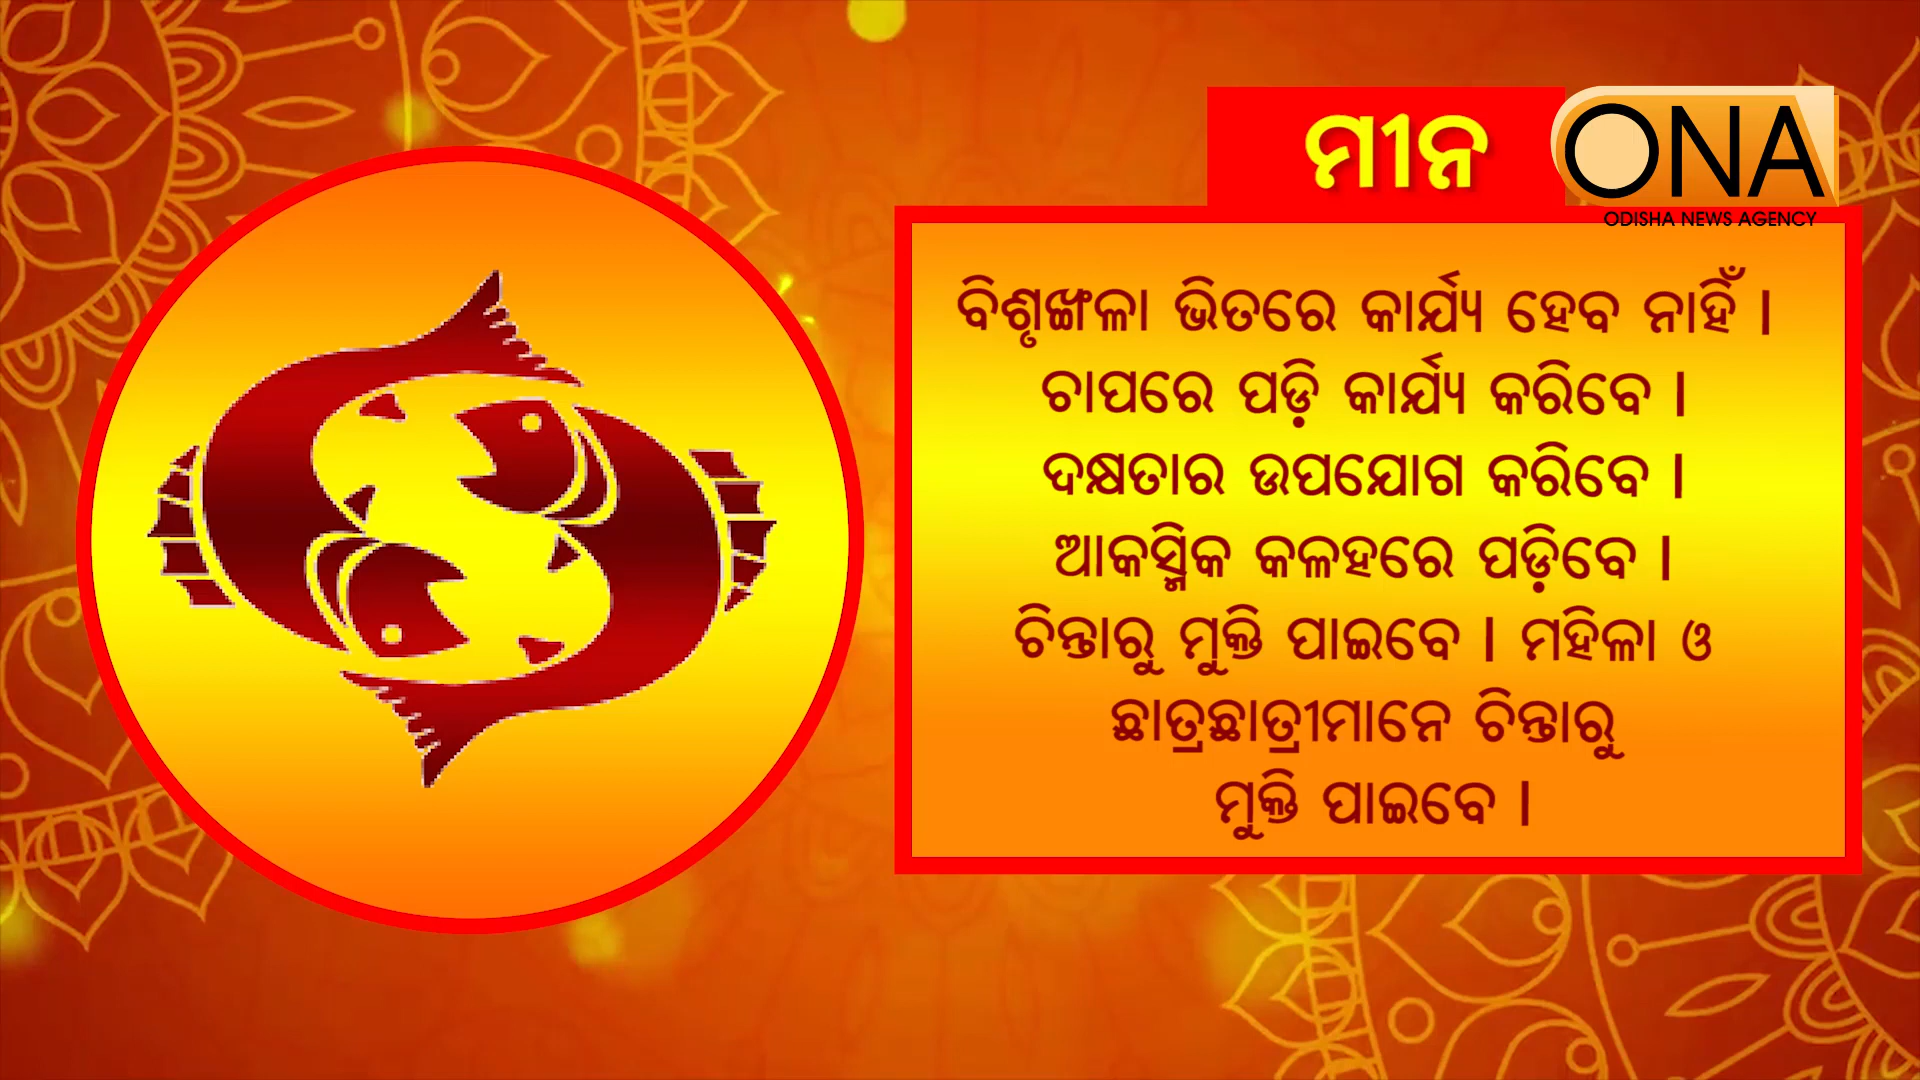 ମୀନ
ONA
ODISHA NEWS AGENCY
ବିଶୃଙ୍ଖଳା ଭିତରେ କାର୍ଯ୍ୟ ହେବ ନାହିଁ ।
ଚାପରେ ପଡ଼ି କାର୍ଯ୍ୟ କରିବେ ।
ଦକ୍ଷତାର ଉପଯୋଗ କରିବେ ।
ଆକସ୍ମିକ କଳହରେ ପଡ଼ିବେ ।
ଚିନ୍ତାରୁ ମୁକ୍ତି ପାଇବେ । ମହିଳା ଓ
ଛାତ୍ରଛାତ୍ରୀମାନେ ଚିନ୍ତାରୁ
ମୁକ୍ତି ପାଇବେ ।